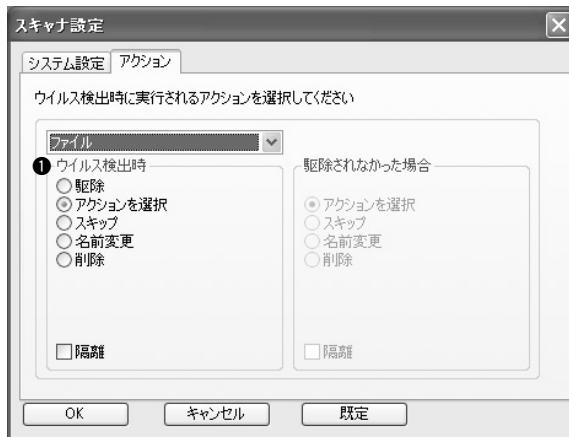 スキャナ設定
システム設定 アクション
ウイルス検出時に実行されるアクションを選択してください
ファイル
❶ ウイルス検出時
駆除
アクションを選択
スキップ
名前変更
削除
隔離
駆除されなかった場合
アクションを選択
スキップ
名前変更
削除
隔離
OK キャンセル 既定